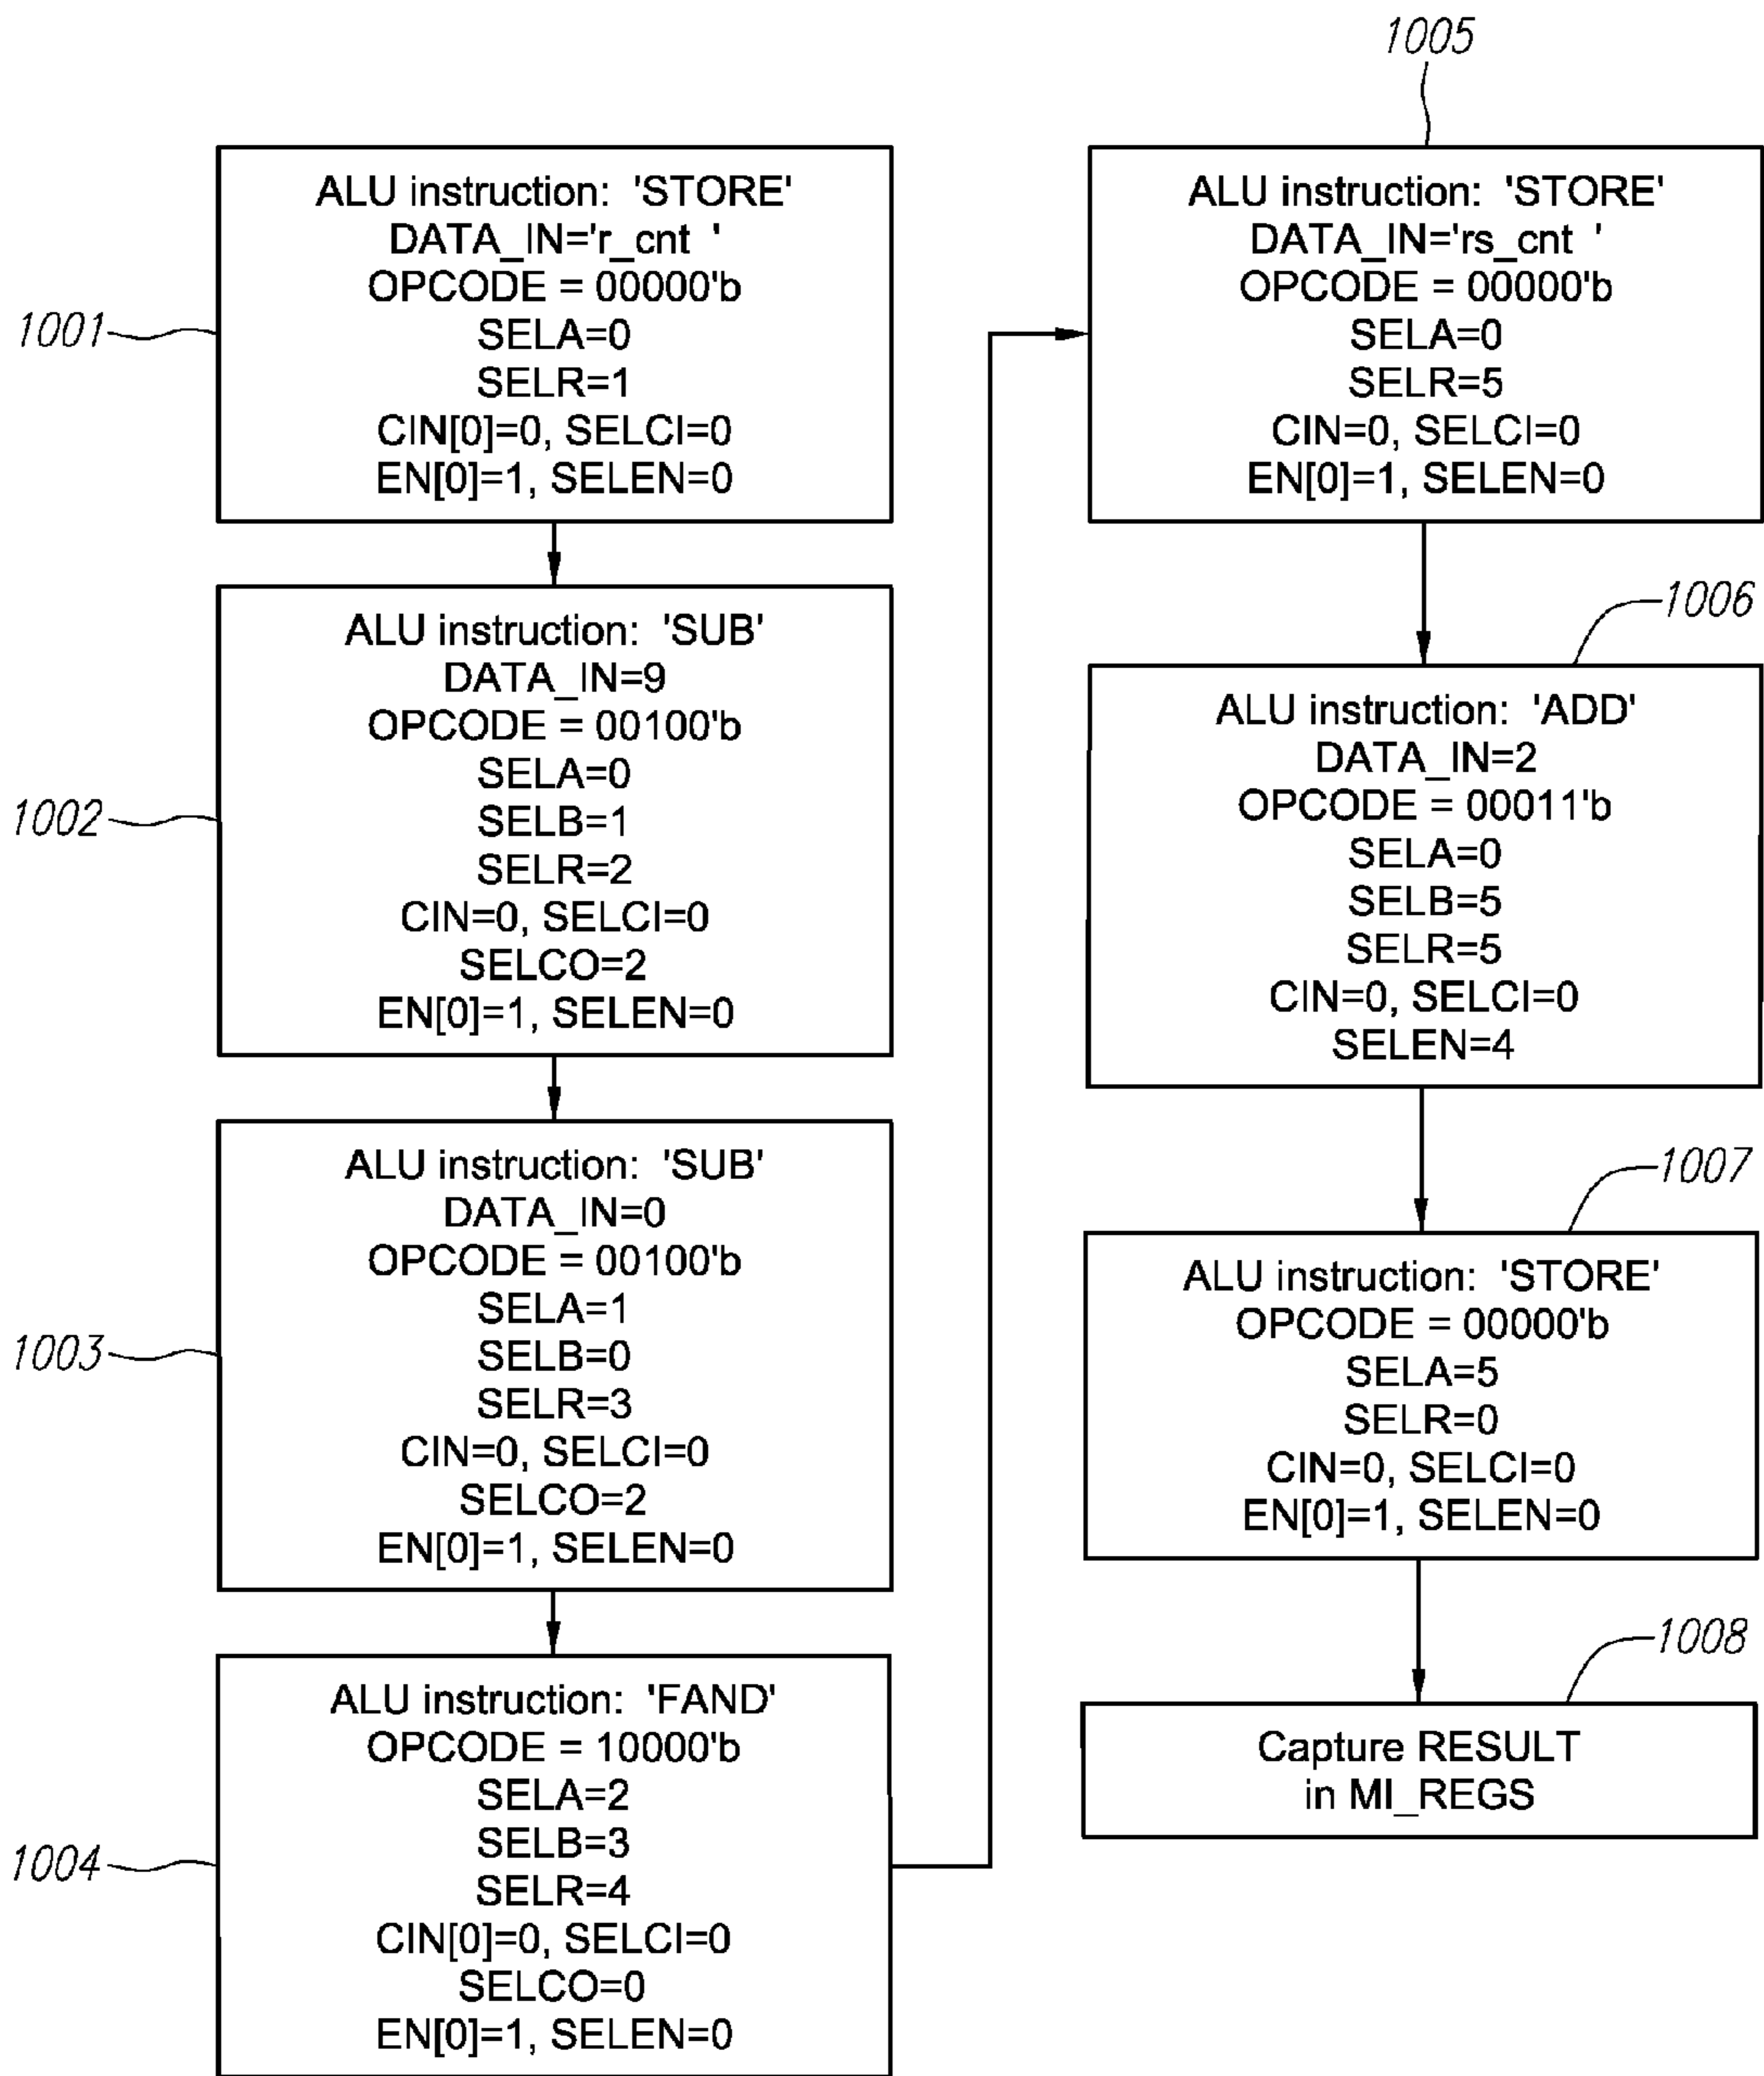 1001
ALU instruction: 'STORE'
DATA_IN='r_cnt '
OPCODE = 00000'b
SELA=0
SELR=1
CIN[0]=0, SELCI=0
EN[0]=1, SELEN=0
1002
ALU instruction: 'SUB'
DATA_IN=9
OPCODE = 00100'b
SELA=0
SELB=1
SELR=2
CIN=0, SELCI=0
SELCO=2
EN[0]=1, SELEN=0
1003
ALU instruction: 'SUB'
DATA_IN=0
OPCODE = 00100'b
SELA=1
SELB=0
SELR=3
CIN=0, SELCI=0
SELCO=2
EN[0]=1, SELEN=0
1004
ALU instruction: 'FAND'
OPCODE = 10000'b
SELA=2
SELB=3
SELR=4
CIN[0]=0, SELCI=0
SELCO=0
EN[0]=1, SELEN=0
1005
ALU instruction: 'STORE'
DATA_IN='rs_cnt '
OPCODE = 00000'b
SELA=0
SELR=5
CIN=0, SELCI=0
EN[0]=1, SELEN=0
1006
ALU instruction: 'ADD'
DATA_IN=2
OPCODE = 00011'b
SELA=0
SELB=5
SELR=5
CIN=0, SELCI=0
SELEN=4
1007
ALU instruction: 'STORE'
OPCODE = 00000'b
SELA=5
SELR=0
CIN=0, SELCI=0
EN[0]=1, SELEN=0
1008
Capture RESULT
in MI_REGS